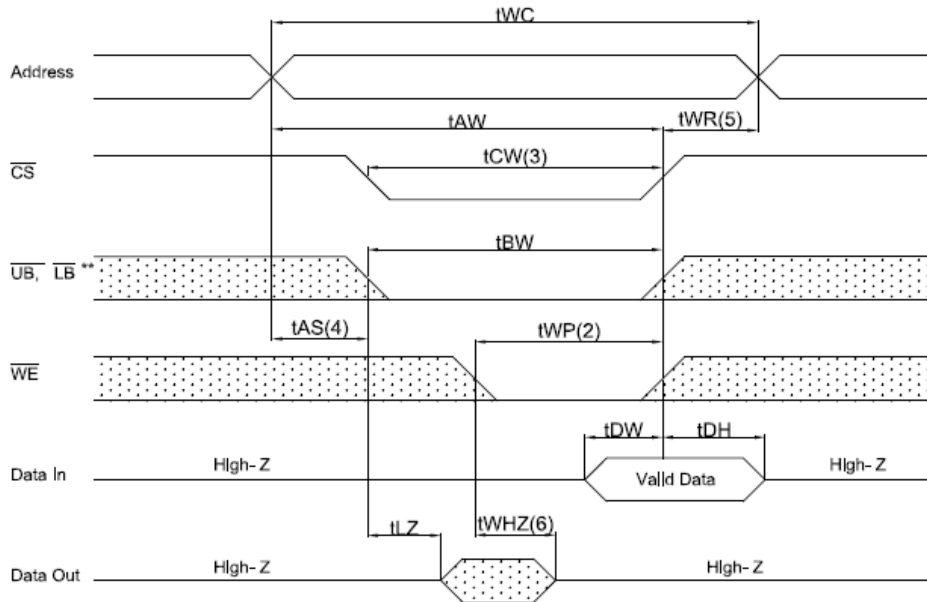 tWC
Address
tAW
tWR(5)
CS
tCW(3)
UB, LB **
tBW
tAS(4)
tWP(2)
WE
tDW
tDH
Data In
High-Z
Valid Data
High-Z
tLZ
tWHZ(6)
Data Out
High-Z
High-Z